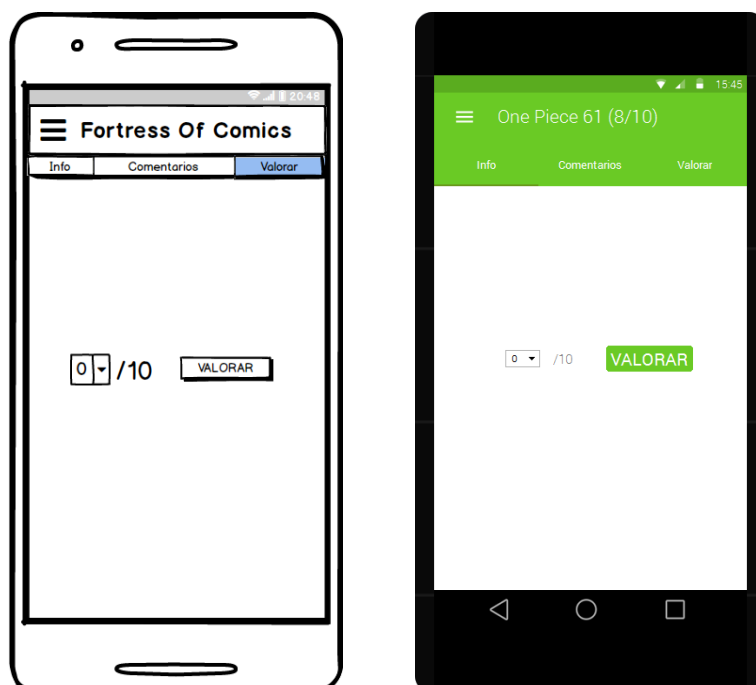 20:48
Fortress Of Comics
Info Comentarios Valorar
0 /10 VALORAR
15:45
One Piece 61 (8/10)
Info Comentarios Valorar
0 /10 VALORAR